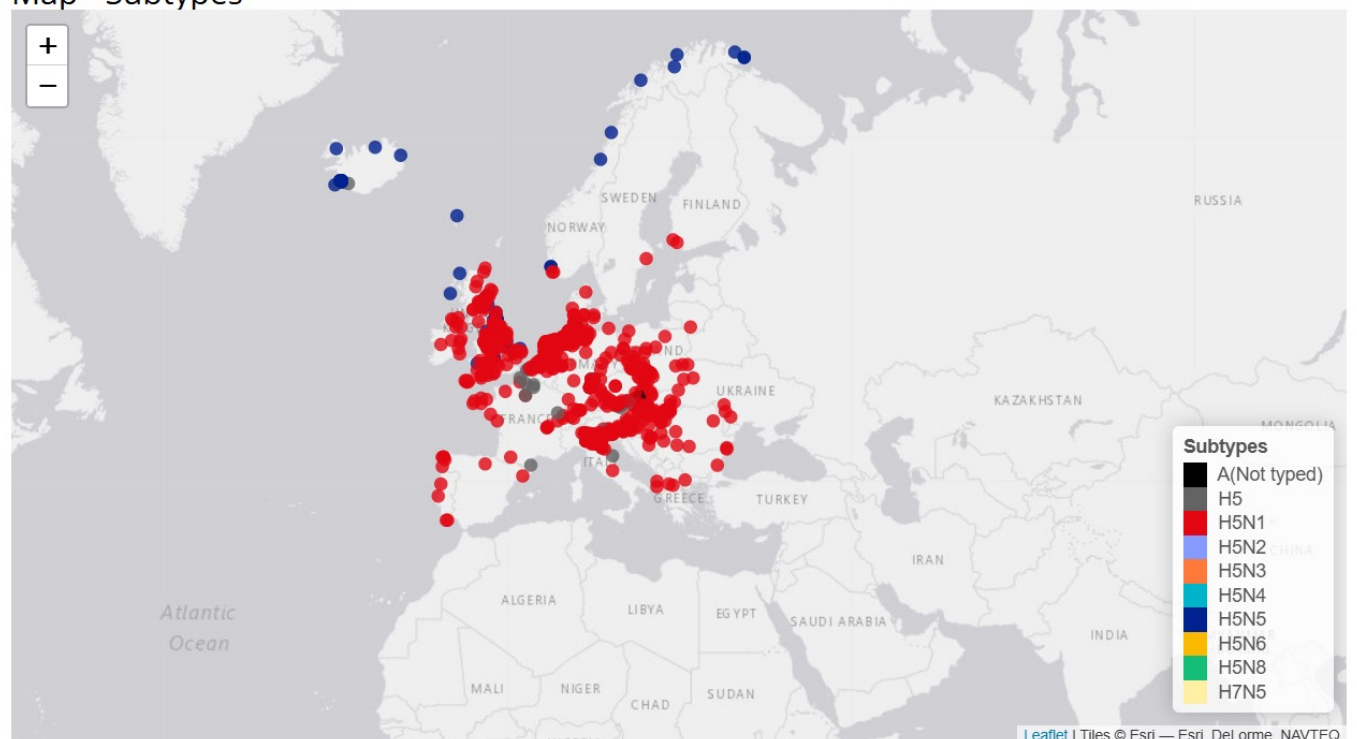 Map - Subtypes
+
−
SWEDEN
FINLAND
RUSSIA
NORWAY
UKRAINE
KAZAKHSTAN
FRANCE
MONGOLIA
GREECE
TURKEY
IRAN
ALGERIA
LIBYA
EGYPT
SAUDI ARABIA
Atlantic
Ocean
INDIA
MALI
NIGER
CHAD
SUDAN
Subtypes
A(Not typed)
H5
H5N1
H5N2
CHINA
H5N3
H5N4
H5N5
H5N6
H5N8
H7N5
Leaflet | Tiles © Esri — Esri, DeLorme, NAVTEQ